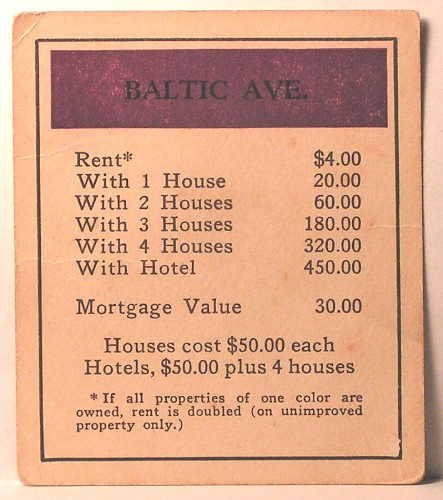 BALTIC AVE.
Rent* $4.00
With 1 House 20.00
With 2 Houses 60.00
With 3 Houses 180.00
With 4 Houses 320.00
With Hotel 450.00
Mortgage Value 30.00
Houses cost $50.00 each
Hotels, $50.00 plus 4 houses
* If all properties of one color are
owned, rent is doubled (on unimproved
property only.)